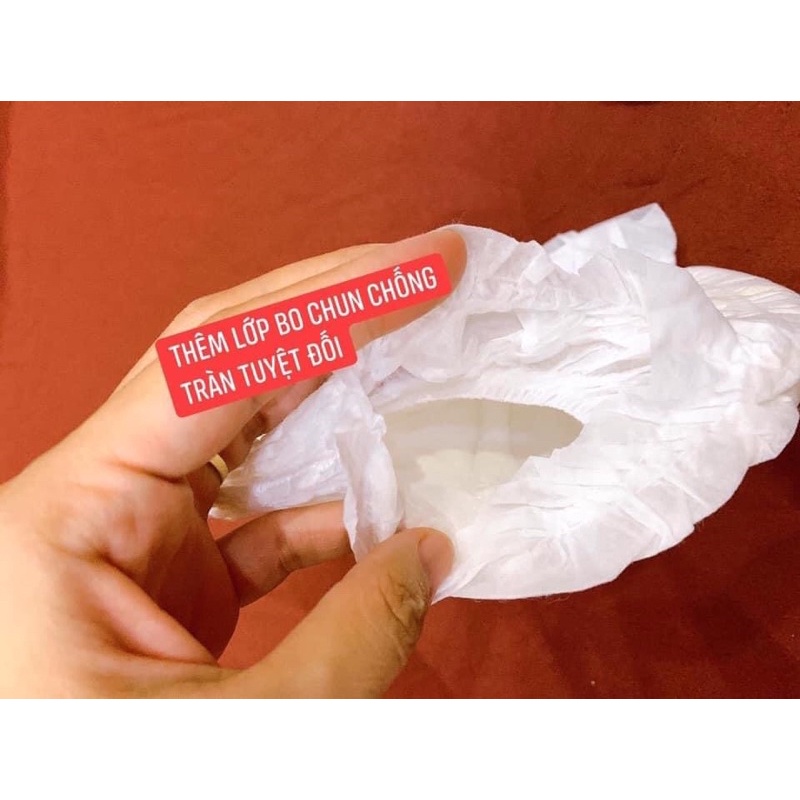 THÊM LỚP BO CHUN CHỐNG
TRÀN TUYỆT ĐỐI